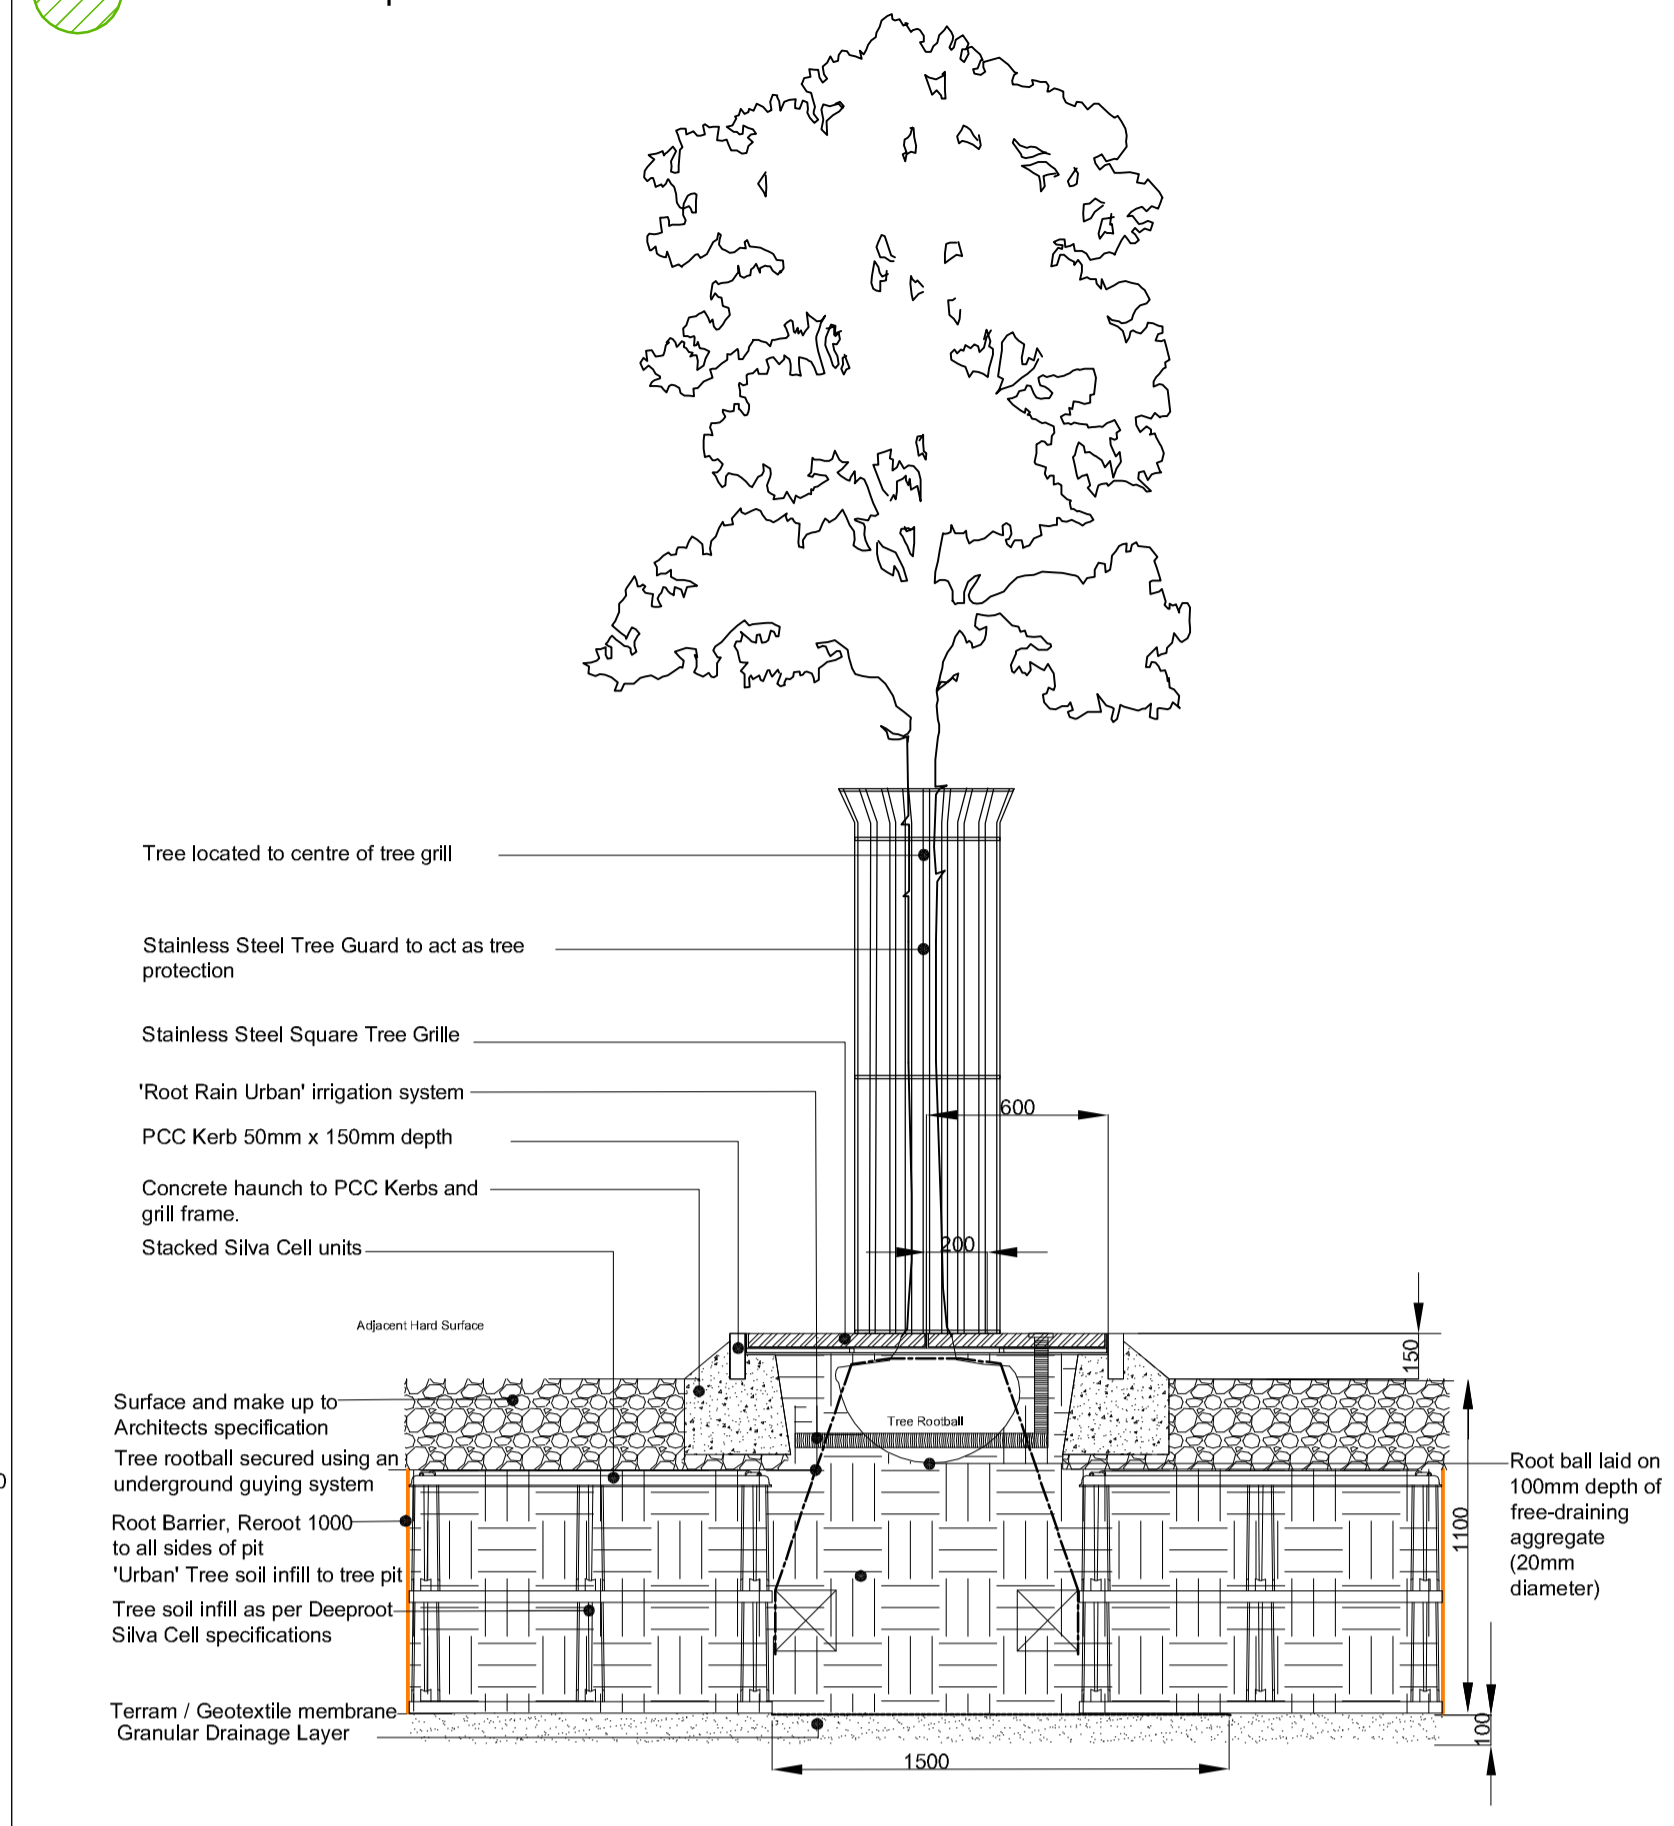 Tree located to centre of tree grill
Stainless Steel Tree Guard to act as tree
protection
Stainless Steel Square Tree Grille
'Root Rain Urban' irrigation system
600
PCC Kerb 50mm x 150mm depth
Concrete haunch to PCC Kerbs and
grill frame.
Stacked Silva Cell units
200
Adjacent Hard Surface
150
Surface and make up to
Architects specification
Tree Rootball
Tree rootball secured using an
underground guying system
Root ball laid on
100mm depth of
free-draining
aggregate
(20mm
diameter)
1100
Root Barrier, Reroot 1000
to all sides of pit
'Urban' Tree soil infill to tree pit
Tree soil infill as per Deeproot
Silva Cell specifications
Terram / Geotextile membrane
Granular Drainage Layer
100
1500